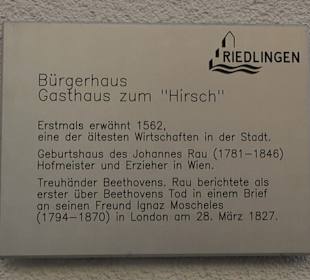 RIEDLINGEN
Bürgerhaus
Gasthaus zum "Hirsch"
Erstmals erwähnt 1562,
eine der ältesten Wirtschaften in der Stadt.
Geburtshaus des Johannes Rau (1781-1846)
Hofmeister und Erzieher in Wien.
Treuhänder Beethovens. Rau berichtete als
erster über Beethovens Tod in einem Brief
an seinen Freund Ignaz Moscheles
(1794-1870) in London am 28. März 1827.